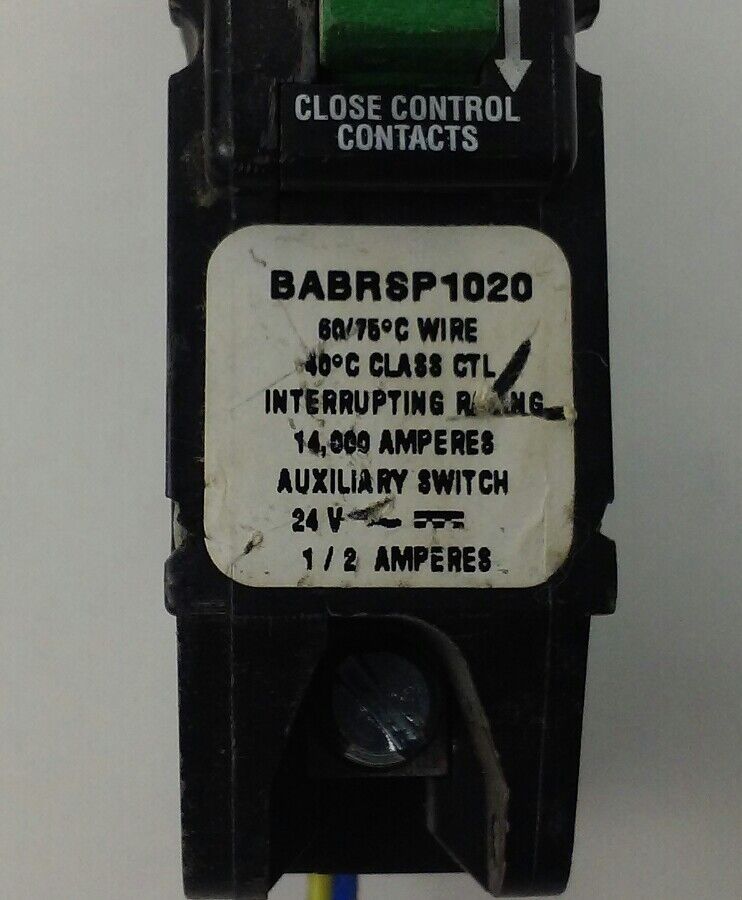 CLOSE CONTROL
CONTACTS
BABRSP1020
60/75°C WIRE
40°C CLASS CTL
INTERRUPTING RATING
14,000 AMPERES
AUXILIARY SWITCH
24 V
1/2 AMPERES